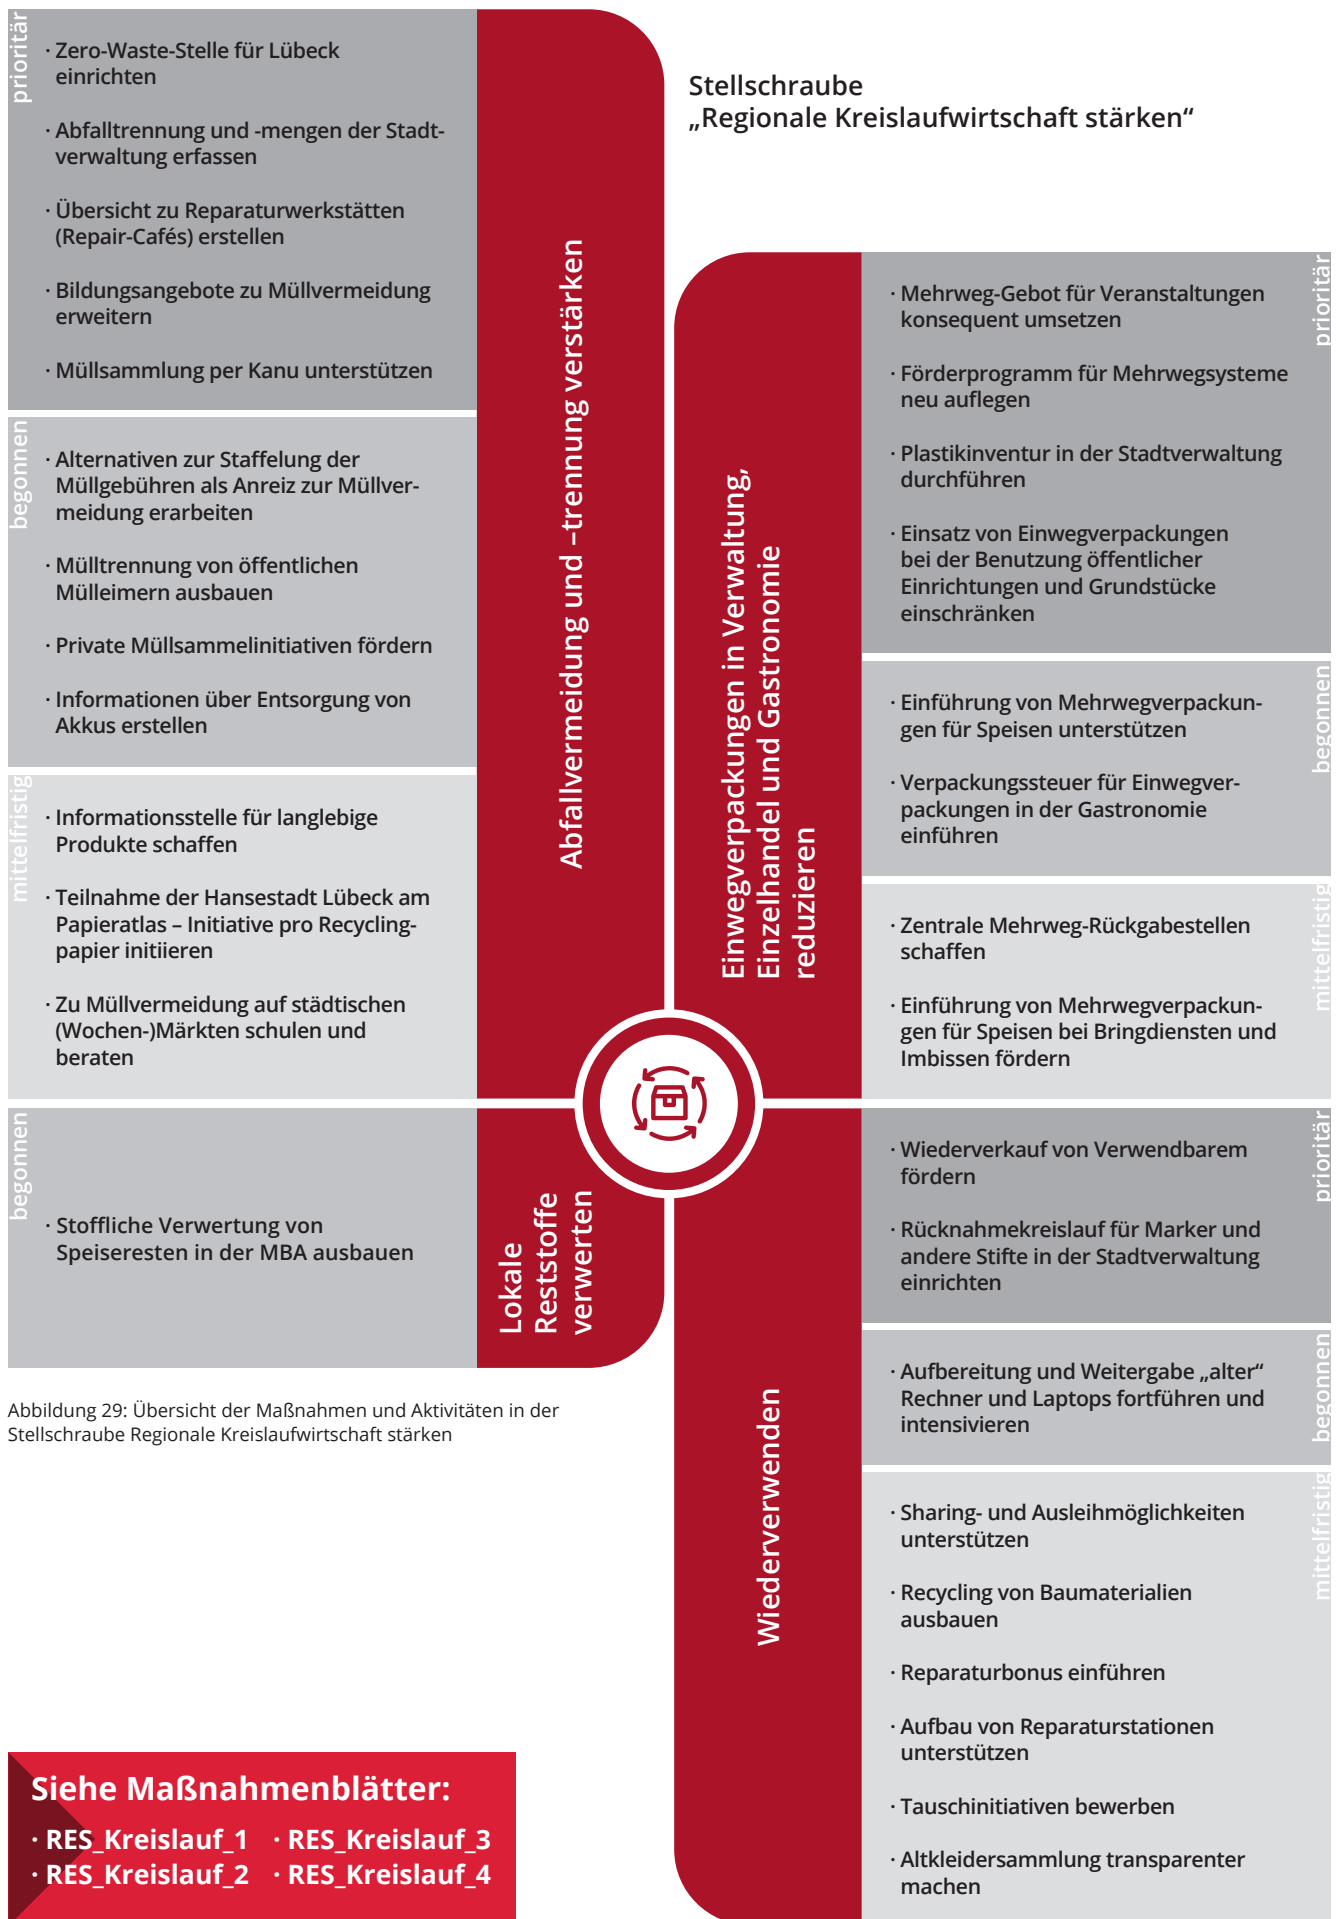 Stellschraube
„Regionale Kreislaufwirtschaft stärken“
Abfallvermeidung und –trennung verstärken
prioritär
· Zero-Waste-Stelle für Lübeck
einrichten
· Abfalltrennung und -mengen der Stadt-
verwaltung erfassen
· Übersicht zu Reparaturwerkstätten
(Repair-Cafés) erstellen
· Bildungsangebote zu Müllvermeidung
erweitern
· Müllsammlung per Kanu unterstützen
begonnen
· Alternativen zur Staffelung der
Müllgebühren als Anreiz zur Müllver-
meidung erarbeiten
· Mülltrennung von öffentlichen
Mülleimern ausbauen
· Private Müllsammelinitiativen fördern
· Informationen über Entsorgung von
Akkus erstellen
mittelfristig
· Informationsstelle für langlebige
Produkte schaffen
· Teilnahme der Hansestadt Lübeck am
Papieratlas – Initiative pro Recycling-
papier initiieren
· Zu Müllvermeidung auf städtischen
(Wochen-)Märkten schulen und
beraten
Lokale
Reststoffe
verwerten
begonnen
· Stoffliche Verwertung von
Speiseresten in der MBA ausbauen
Einwegverpackungen in Verwaltung,
Einzelhandel und Gastronomie
reduzieren
prioritär
· Mehrweg-Gebot für Veranstaltungen
konsequent umsetzen
· Förderprogramm für Mehrwegsysteme
neu auflegen
· Plastikinventur in der Stadtverwaltung
durchführen
· Einsatz von Einwegverpackungen
bei der Benutzung öffentlicher
Einrichtungen und Grundstücke
einschränken
begonnen
· Einführung von Mehrwegverpackun-
gen für Speisen unterstützen
· Verpackungssteuer für Einwegver-
packungen in der Gastronomie
einführen
mittelfristig
· Zentrale Mehrweg-Rückgabestellen
schaffen
· Einführung von Mehrwegverpackun-
gen für Speisen bei Bringdiensten und
Imbissen fördern
Wiederverwenden
prioritär
· Wiederverkauf von Verwendbarem
fördern
· Rücknahmekreislauf für Marker und
andere Stifte in der Stadtverwaltung
einrichten
begonnen
· Aufbereitung und Weitergabe „alter“
Rechner und Laptops fortführen und
intensivieren
mittelfristig
· Sharing- und Ausleihmöglichkeiten
unterstützen
· Recycling von Baumaterialien
ausbauen
· Reparaturbonus einführen
· Aufbau von Reparaturstationen
unterstützen
· Tauschinitiativen bewerben
· Altkleidersammlung transparenter
machen
Abbildung 29: Übersicht der Maßnahmen und Aktivitäten in der
Stellschraube Regionale Kreislaufwirtschaft stärken
Siehe Maßnahmenblätter:
· RES_Kreislauf_1 · RES_Kreislauf_3
· RES_Kreislauf_2 · RES_Kreislauf_4